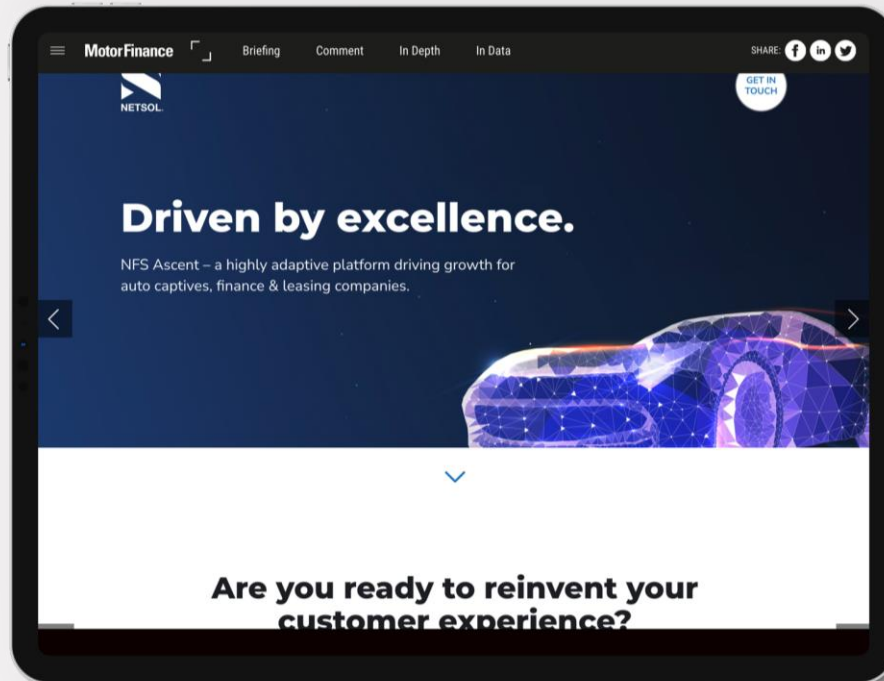 MotorFinance
Briefing
Comment
In Depth
In Data
SHARE:
NETSOL
GET IN
TOUCH
Driven by excellence.
NFS Ascent – a highly adaptive platform driving growth for
auto captives, finance & leasing companies.
Are you ready to reinvent your
customer experience?